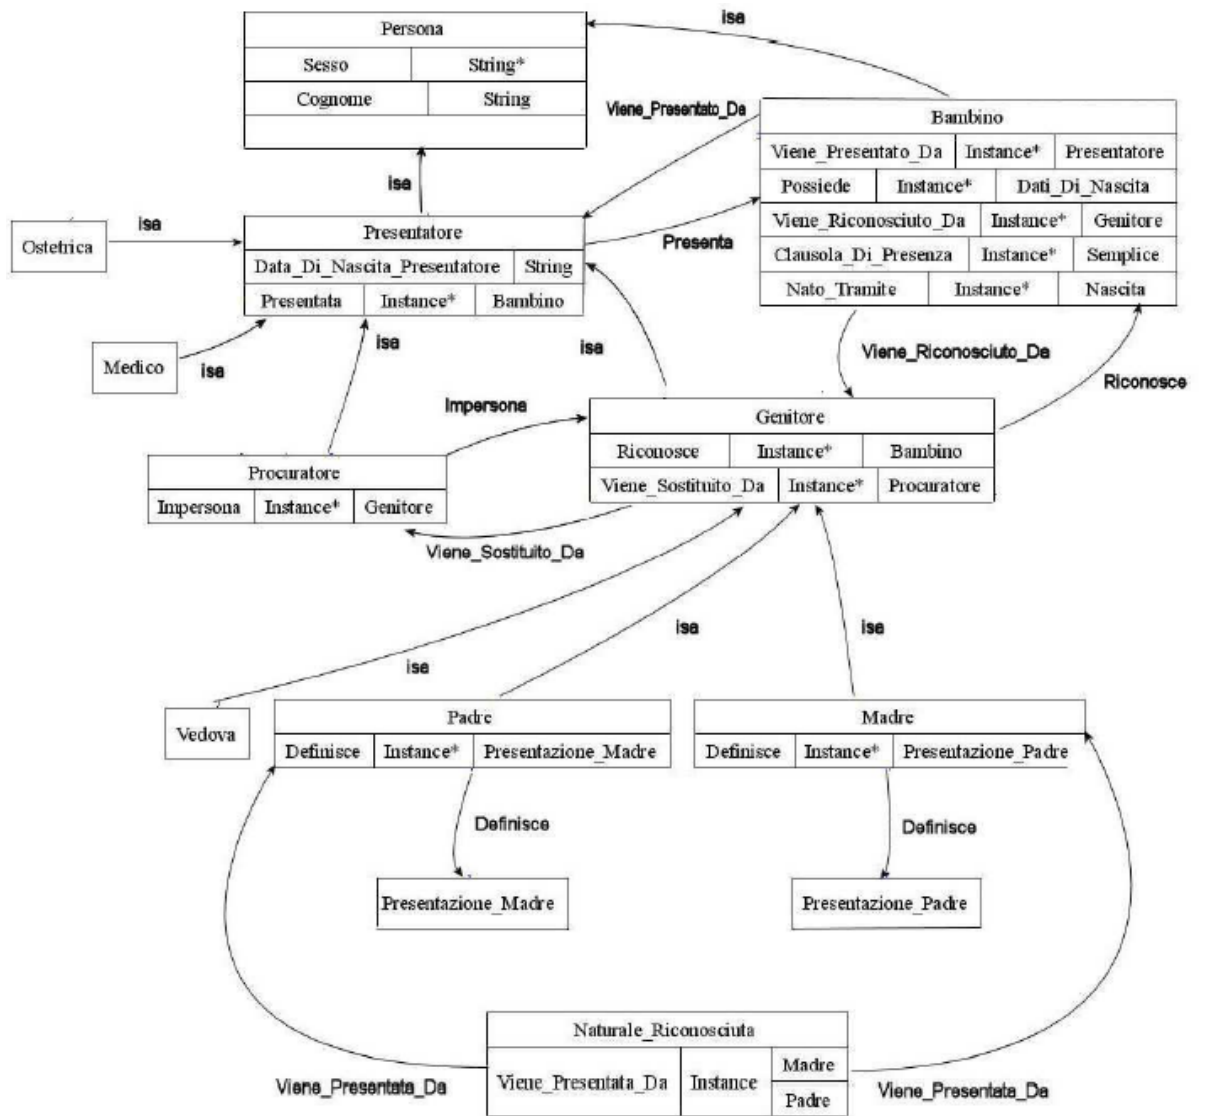 isa
Persona
Sesso String*
Cognome String
Viene_Presentato_Da
Bambino
Viene_Presentato_Da Instance* Presentatore
Possiede Instance* Dati_Di_Nascita
Viene_Riconosciuto_Da Instance* Genitore
Clausola_Di_Presenza Instance* Semplice
Nato_Tramite Instance* Nascita
isa
isa
Ostetrica
Presentatore
Data_Di_Nascita_Presentatore String
Presentata Instance* Bambino
Presenta
Medico
isa
isa
isa
Viene_Riconosciuto_Da
Riconosce
Impersona
Genitore
Riconosce Instance* Bambino
Viene_Sostituito_Da Instance* Procuratore
Procuratore
Impersona Instance* Genitore
Viene_Sostituito_Da
isa
isa
isa
Vedova
Padre
Definisce Instance* Presentazione_Madre
Madre
Definisce Instance* Presentazione_Padre
Definisce
Definisce
Presentazione_Madre
Presentazione_Padre
Naturale_Riconosciuta
Viene_Presentata_Da Instance Madre
Padre
Viene_Presentata_Da
Viene_Presentata_Da